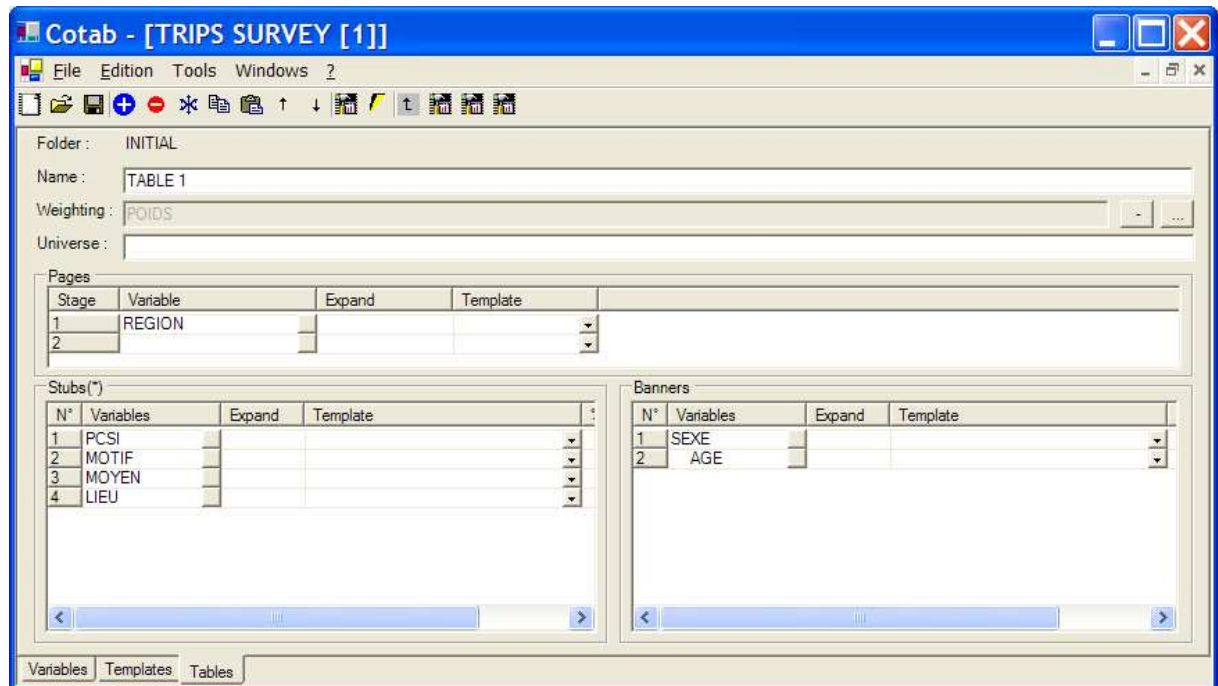 Cotab - [TRIPS SURVEY [1]]
File Edition Tools Windows ?
Folder : INITIAL
Name : TABLE 1
Weighting : POIDS - ...
Universe :
Pages
Stage Variable Expand Template
1 REGION
2
Stubs(*)
N° Variables Expand Template
1 PCSI
2 MOTIF
3 MOYEN
4 LIEU
Banners
N° Variables Expand Template
1 SEXE
2 AGE
Variables Templates Tables